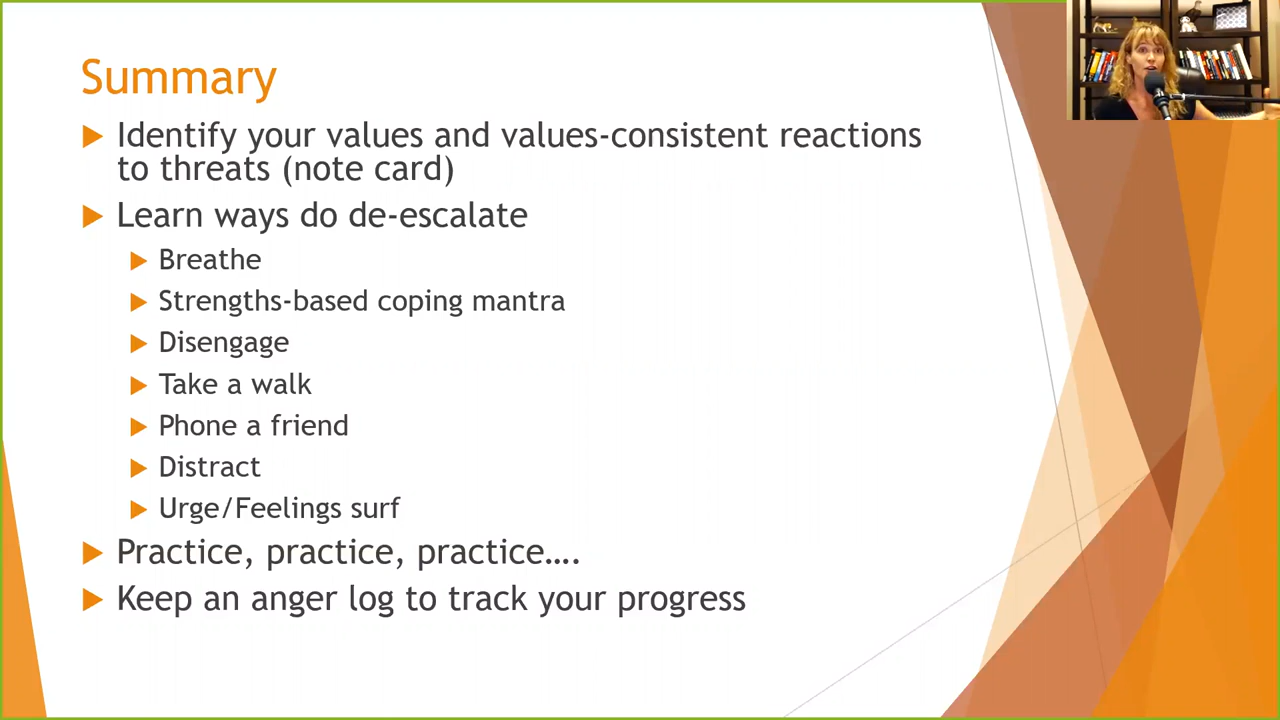 Summary
Identify your values and values-consistent reactions
to threats (note card)
Learn ways do de-escalate
Breathe
Strengths-based coping mantra
Disengage
Take a walk
Phone a friend
Distract
Urge/Feelings surf
Practice, practice, practice….
Keep an anger log to track your progress